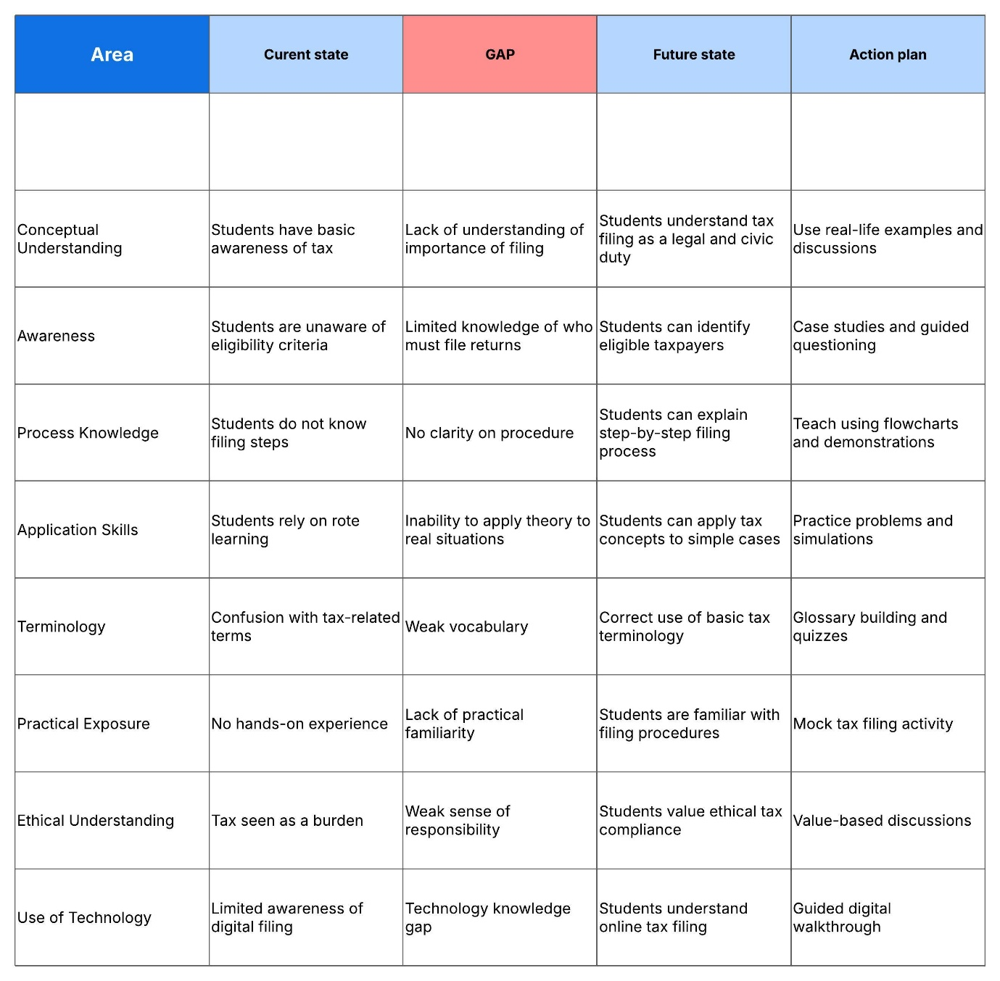 Area
Curent state
GAP
Future state
Action plan
Conceptual
Understanding
Students have basic
awareness of tax
Lack of understanding of
importance of filing
Students understand tax
filing as a legal and civic
duty
Use real-life examples and
discussions
Awareness
Students are unaware of
eligibility criteria
Limited knowledge of who
must file returns
Students can identify
eligible taxpayers
Case studies and guided
questioning
Process Knowledge
Students do not know
filing steps
No clarity on procedure
Students can explain
step-by-step filing
process
Teach using flowcharts
and demonstrations
Application Skills
Students rely on rote
learning
Inability to apply theory to
real situations
Students can apply tax
concepts to simple cases
Practice problems and
simulations
Terminology
Confusion with tax-related
terms
Weak vocabulary
Correct use of basic tax
terminology
Glossary building and
quizzes
Practical Exposure
No hands-on experience
Lack of practical
familiarity
Students are familiar with
filing procedures
Mock tax filing activity
Ethical Understanding
Tax seen as a burden
Weak sense of
responsibility
Students value ethical tax
compliance
Value-based discussions
Use of Technology
Limited awareness of
digital filing
Technology knowledge
gap
Students understand
online tax filing
Guided digital
walkthrough